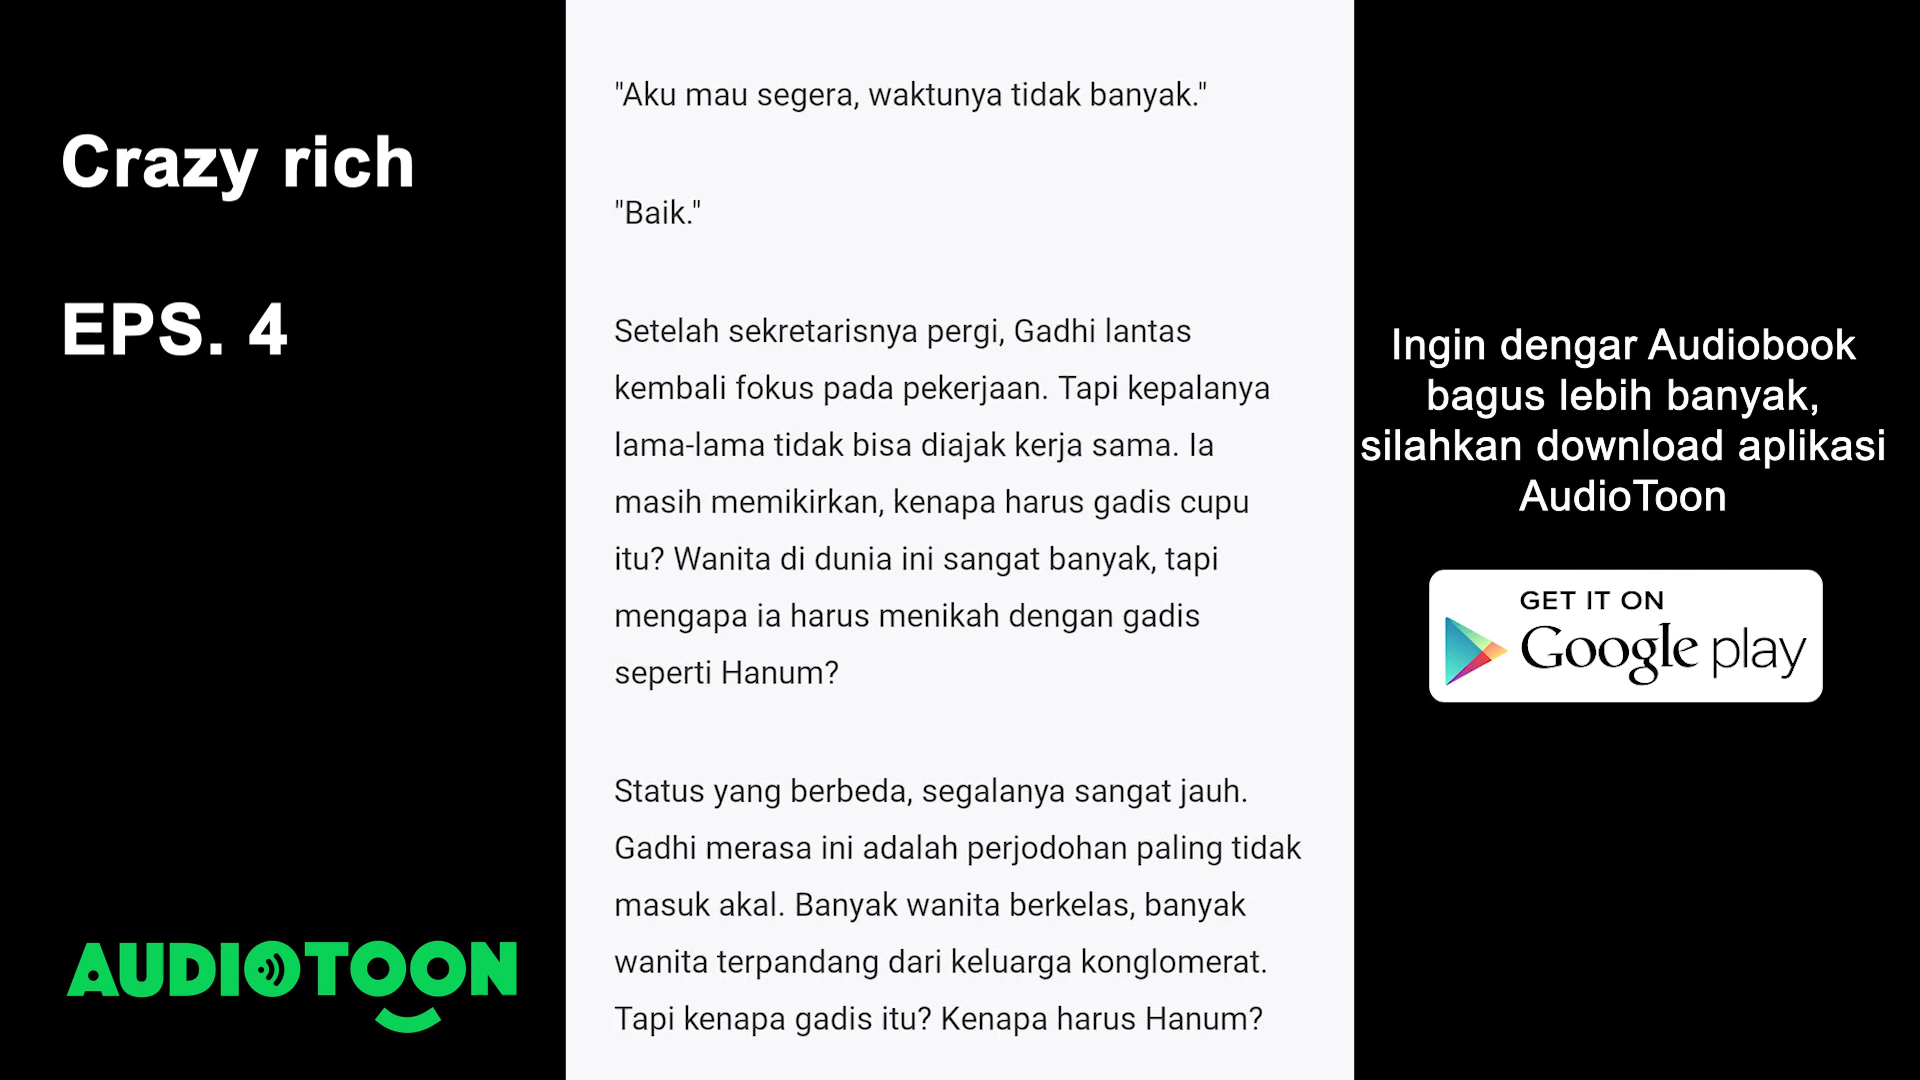 Crazy rich
EPS. 4
AUDIOTOON
"Aku mau segera, waktunya tidak banyak."
"Baik."
Setelah sekretarisnya pergi, Gadhi lantas
kembali fokus pada pekerjaan. Tapi kepalanya
lama-lama tidak bisa diajak kerja sama. Ia
masih memikirkan, kenapa harus gadis cupu
itu? Wanita di dunia ini sangat banyak, tapi
mengapa ia harus menikah dengan gadis
seperti Hanum?
Status yang berbeda, segalanya sangat jauh.
Gadhi merasa ini adalah perjodohan paling tidak
masuk akal. Banyak wanita berkelas, banyak
wanita terpandang dari keluarga konglomerat.
Tapi kenapa gadis itu? Kenapa harus Hanum?
Ingin dengar Audiobook
bagus lebih banyak,
silahkan download aplikasi
AudioToon
GET IT ON
Google play